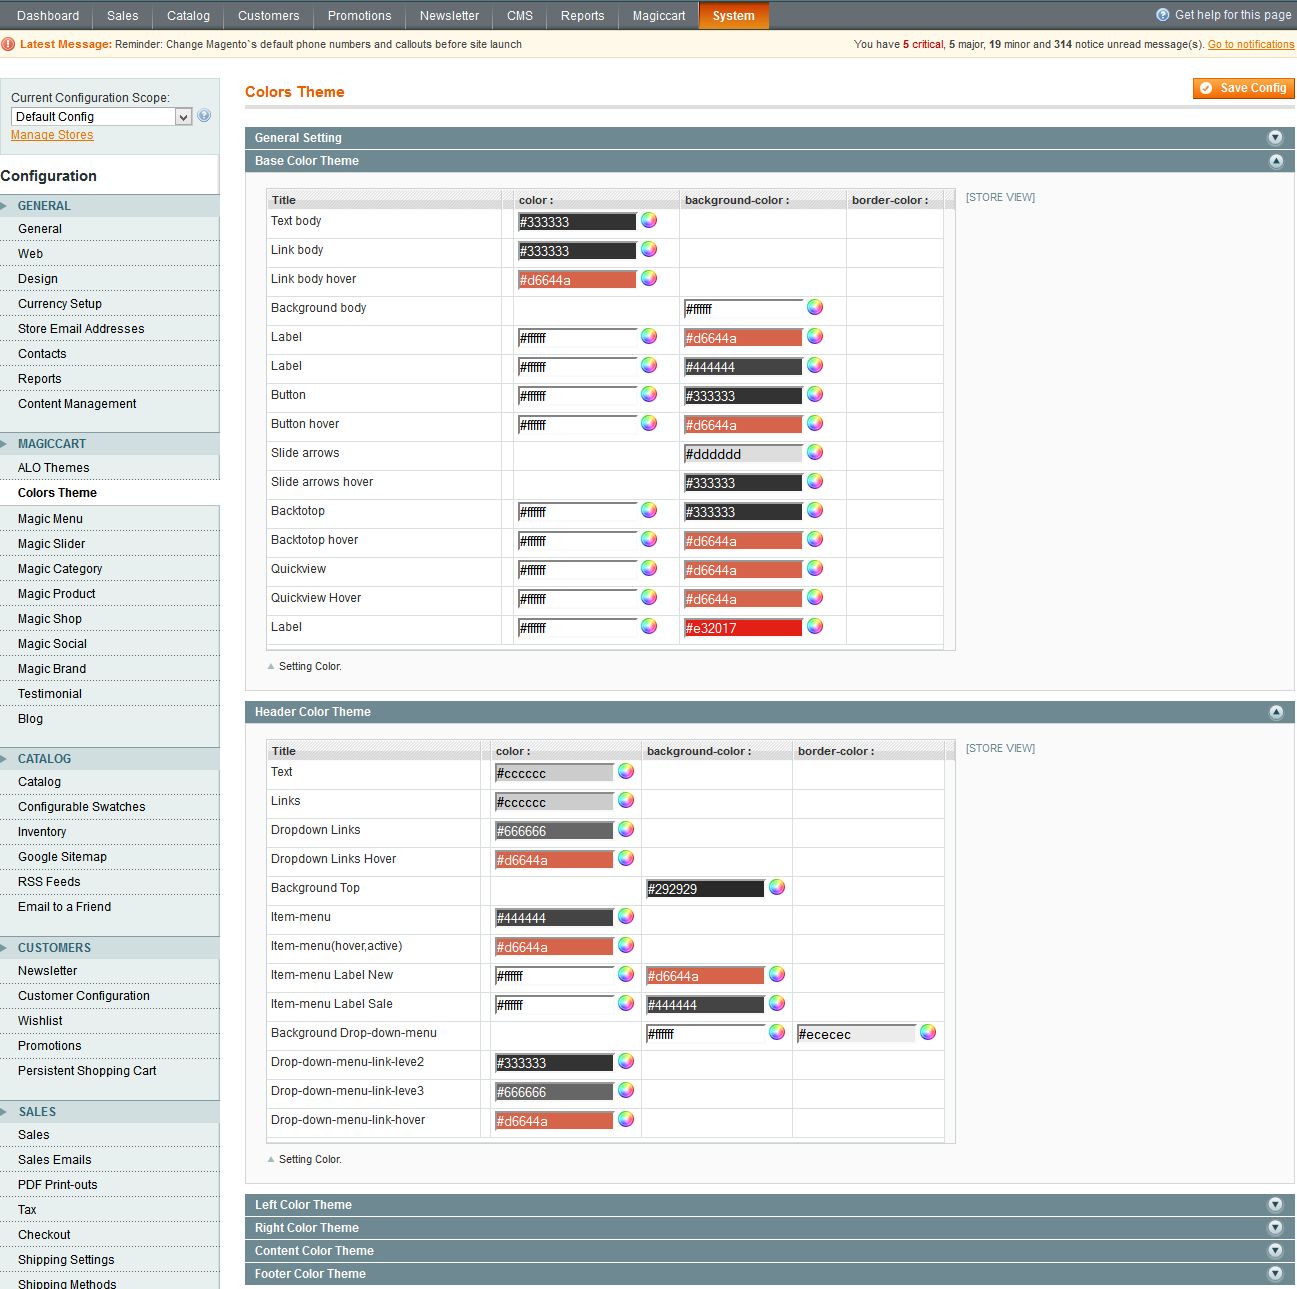 Dashboard Sales Catalog Customers Promotions Newsletter CMS Reports Magiccart System Get help for this page
Latest Message: Reminder: Change Magento`s default phone numbers and callouts before site launch You have 5 critical, 5 major, 19 minor and 314 notice unread message(s). Go to notifications
Current Configuration Scope:
Default Config
Manage Stores
Configuration
GENERAL
General
Web
Design
Currency Setup
Store Email Addresses
Contacts
Reports
Content Management
MAGICCART
ALO Themes
Colors Theme
Magic Menu
Magic Slider
Magic Category
Magic Product
Magic Shop
Magic Social
Magic Brand
Testimonial
Blog
CATALOG
Catalog
Configurable Swatches
Inventory
Google Sitemap
RSS Feeds
Email to a Friend
CUSTOMERS
Newsletter
Customer Configuration
Wishlist
Promotions
Persistent Shopping Cart
SALES
Sales
Sales Emails
PDF Print-outs
Tax
Checkout
Shipping Settings
Shipping Methods
Colors Theme Save Config
General Setting
Base Color Theme
Title color : background-color : border-color : [STORE VIEW]
Text body #333333
Link body #333333
Link body hover #d6644a
Background body #ffffff
Label #ffffff #d6644a
Label #ffffff #444444
Button #ffffff #333333
Button hover #ffffff #d6644a
Slide arrows #dddddd
Slide arrows hover #333333
Backtotop #ffffff #333333
Backtotop hover #ffffff #d6644a
Quickview #ffffff #d6644a
Quickview Hover #ffffff #d6644a
Label #ffffff #e32017
Setting Color.
Header Color Theme
Title color : background-color : border-color : [STORE VIEW]
Text #cccccc
Links #cccccc
Dropdown Links #666666
Dropdown Links Hover #d6644a
Background Top #292929
Item-menu #444444
Item-menu(hover,active) #d6644a
Item-menu Label New #ffffff #d6644a
Item-menu Label Sale #ffffff #444444
Background Drop-down-menu #ffffff #ececec
Drop-down-menu-link-leve2 #333333
Drop-down-menu-link-leve3 #666666
Drop-down-menu-link-hover #d6644a
Setting Color.
Left Color Theme
Right Color Theme
Content Color Theme
Footer Color Theme